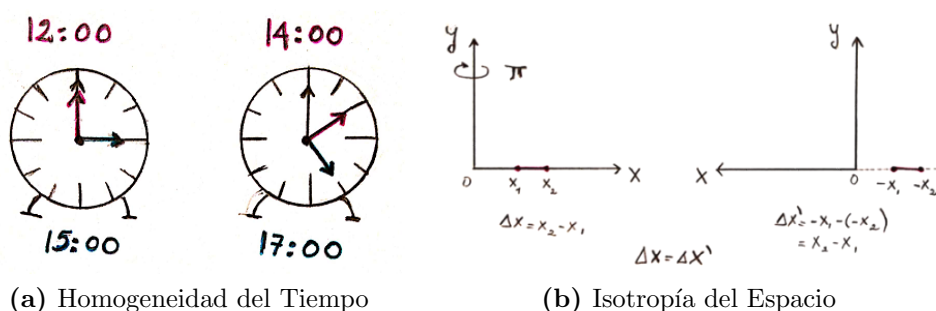 12:00
14:00
15:00
17:00
(a) Homogeneidad del Tiempo
y
π
0
x₁
x₂
x
Δx = x₂ - x₁
y
x
0
-x₁
-x₂
Δx` = -x₁ - (-x₂)
= x₂ - x₁
Δx = Δx`
(b) Isotropía del Espacio